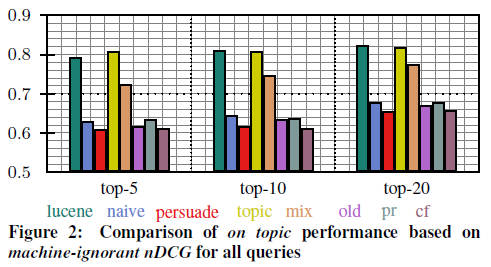 0.9
0.8
0.7
0.6
0.5
top-5 top-10 top-20
lucene naive persuade topic mix old pr cf
Figure 2: Comparison of on topic performance based on
machine-ignorant nDCG for all queries